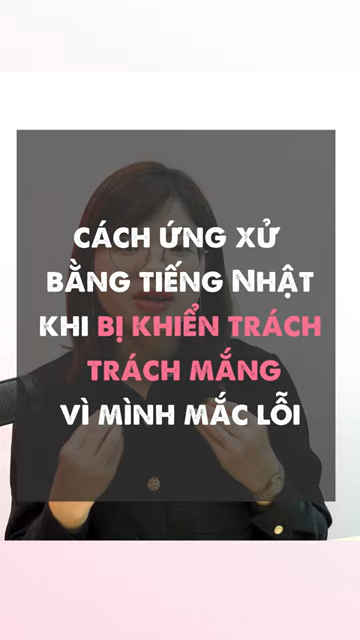 CÁCH ỨNG XỬ
BẰNG TIẾNG NHẬT
KHI BỊ KHIỂN TRÁCH
TRÁCH MẮNG
VÌ MÌNH MẮC LỖI